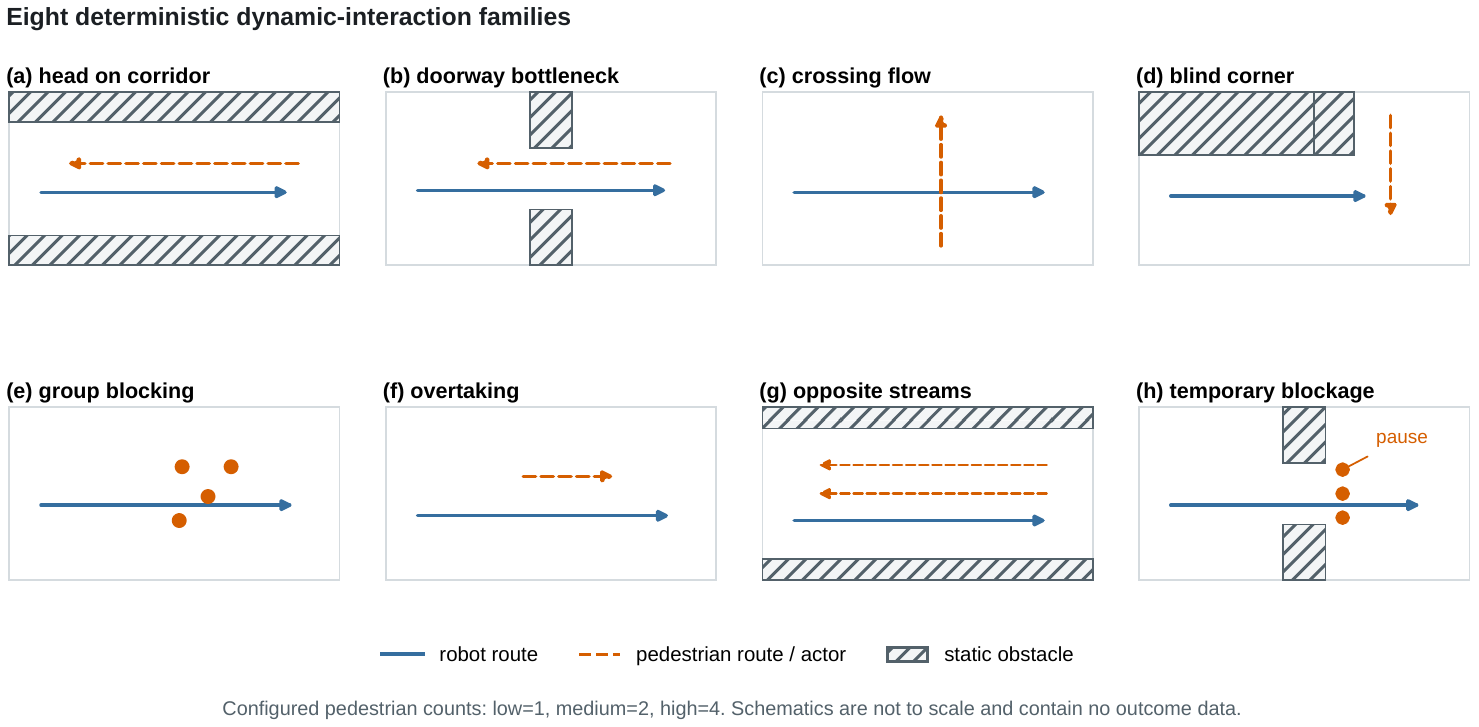 Eight deterministic dynamic-interaction families
(a) head on corridor
(b) doorway bottleneck
(c) crossing flow
(d) blind corner
(e) group blocking
(f) overtaking
(g) opposite streams
(h) temporary blockage
pause
robot route
pedestrian route / actor
static obstacle
Configured pedestrian counts: low=1, medium=2, high=4. Schematics are not to scale and contain no outcome data.